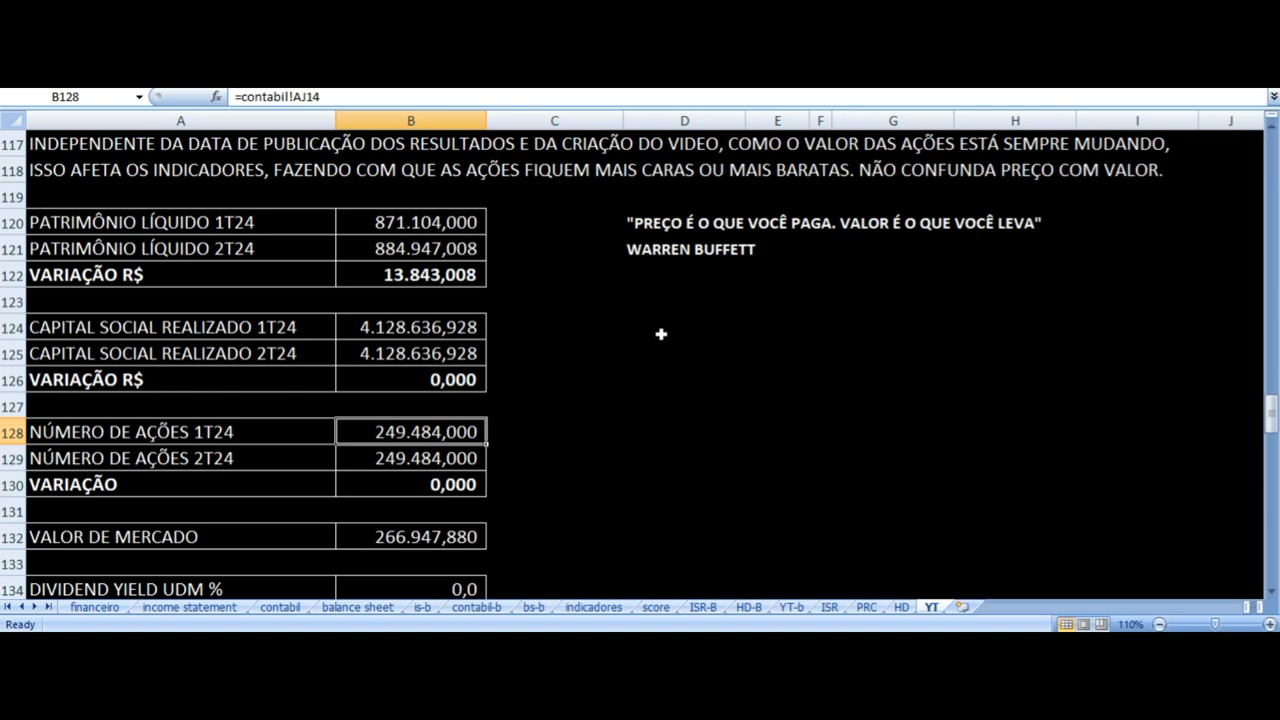 B128 fx =contabil!AJ14
A B C D E F G H I J
117 INDEPENDENTE DA DATA DE PUBLICAÇÃO DOS RESULTADOS E DA CRIAÇÃO DO VIDEO, COMO O VALOR DAS AÇÕES ESTÁ SEMPRE MUDANDO,
118 ISSO AFETA OS INDICADORES, FAZENDO COM QUE AS AÇÕES FIQUEM MAIS CARAS OU MAIS BARATAS. NÃO CONFUNDA PREÇO COM VALOR.
119
120 PATRIMÔNIO LÍQUIDO 1T24 871.104,000 "PREÇO É O QUE VOCÊ PAGA. VALOR É O QUE VOCÊ LEVA"
121 PATRIMÔNIO LÍQUIDO 2T24 884.947,008 WARREN BUFFETT
122 VARIAÇÃO R$ 13.843,008
123
124 CAPITAL SOCIAL REALIZADO 1T24 4.128.636,928
125 CAPITAL SOCIAL REALIZADO 2T24 4.128.636,928
126 VARIAÇÃO R$ 0,000
127
128 NÚMERO DE AÇÕES 1T24 249.484,000
129 NÚMERO DE AÇÕES 2T24 249.484,000
130 VARIAÇÃO 0,000
131
132 VALOR DE MERCADO 266.947,880
133
134 DIVIDEND YIELD UDM % 0,0
financeiro income statement contabil balance sheet is-b contabil-b bs-b indicadores score ISR-B HD-B YT-b ISR PRC HD YT
Ready 110%